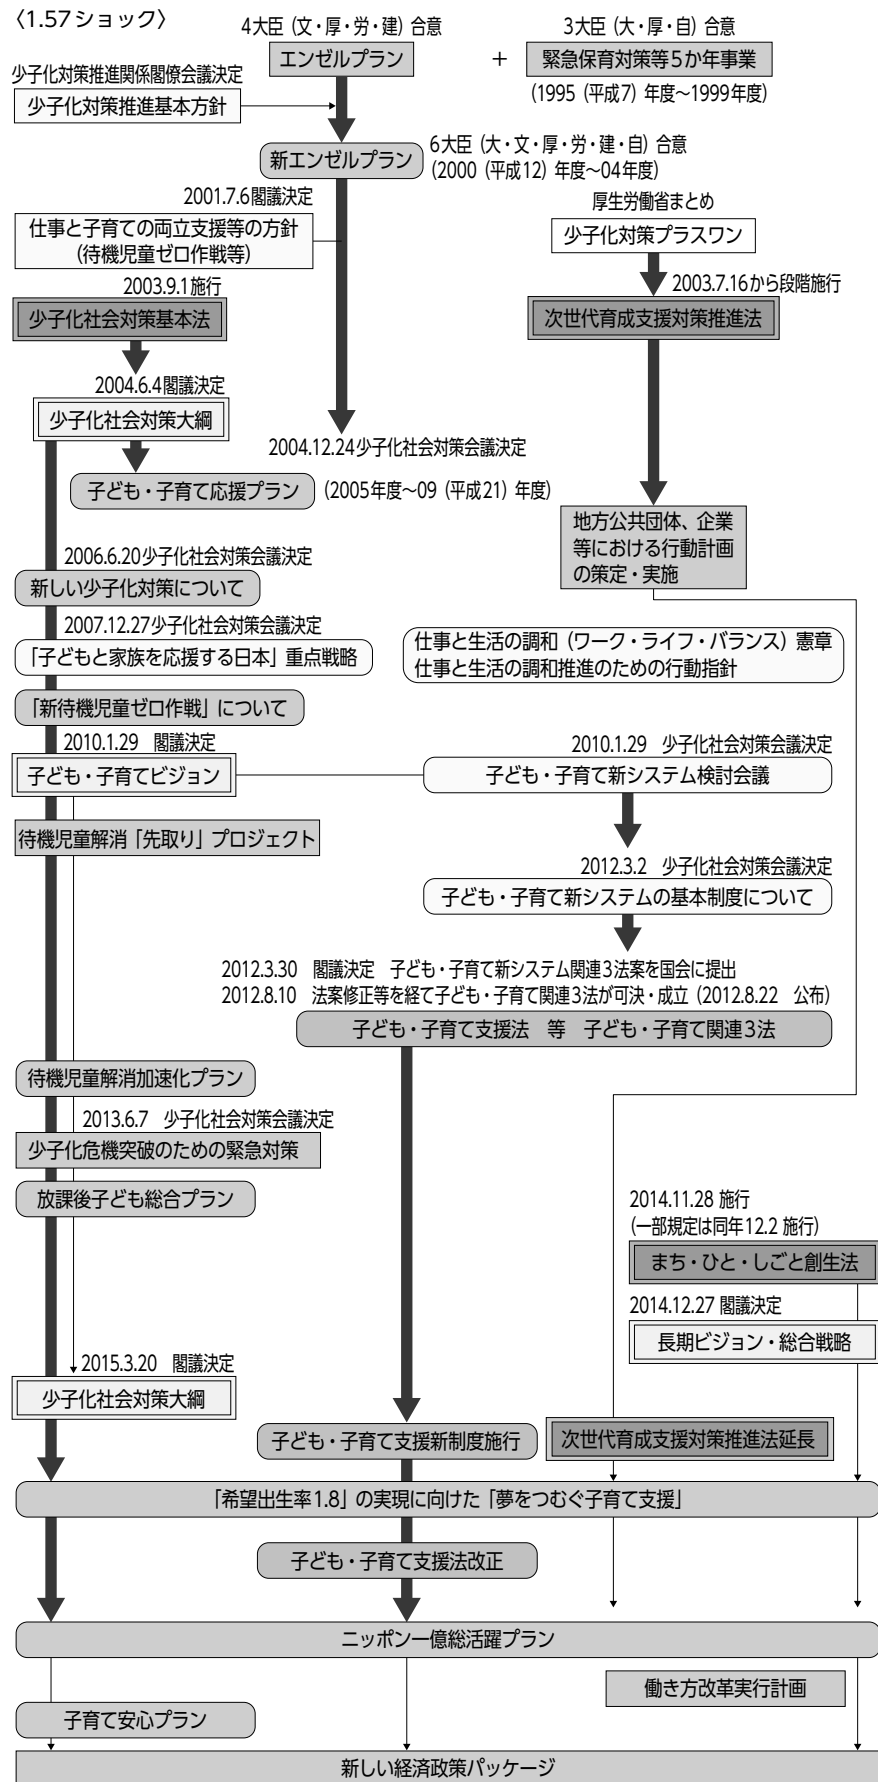 〈1.57ショック〉
4大臣（文・厚・労・建）合意
3大臣（大・厚・自）合意
エンゼルプラン
+
緊急保育対策等5か年事業
(1995（平成7）年度～1999年度)
少子化対策推進関係閣僚会議決定
少子化対策推進基本方針
新エンゼルプラン
6大臣（大・文・厚・労・建・自）合意
(2000（平成12）年度～04年度)
2001.7.6閣議決定
仕事と子育ての両立支援等の方針
(待機児童ゼロ作戦等)
厚生労働省まとめ
少子化対策プラスワン
2003.9.1施行
少子化社会対策基本法
2003.7.16から段階施行
次世代育成支援対策推進法
2004.6.4閣議決定
少子化社会対策大綱
2004.12.24少子化社会対策会議決定
子ども・子育て応援プラン
(2005年度～09（平成21）年度)
地方公共団体、企業
等における行動計画
の策定・実施
2006.6.20少子化社会対策会議決定
新しい少子化対策について
2007.12.27少子化社会対策会議決定
「子どもと家族を応援する日本」重点戦略
仕事と生活の調和（ワーク・ライフ・バランス）憲章
仕事と生活の調和推進のための行動指針
「新待機児童ゼロ作戦」について
2010.1.29　閣議決定
子ども・子育てビジョン
2010.1.29　少子化社会対策会議決定
子ども・子育て新システム検討会議
待機児童解消「先取り」プロジェクト
2012.3.2　少子化社会対策会議決定
子ども・子育て新システムの基本制度について
2012.3.30　閣議決定　子ども・子育て新システム関連3法案を国会に提出
2012.8.10　法案修正等を経て子ども・子育て関連3法が可決・成立（2012.8.22　公布）
子ども・子育て支援法　等　子ども・子育て関連3法
待機児童解消加速化プラン
2013.6.7　少子化社会対策会議決定
少子化危機突破のための緊急対策
放課後子ども総合プラン
2014.11.28 施行
(一部規定は同年12.2 施行)
まち・ひと・しごと創生法
2014.12.27 閣議決定
長期ビジョン・総合戦略
2015.3.20　閣議決定
少子化社会対策大綱
子ども・子育て支援新制度施行
次世代育成支援対策推進法延長
「希望出生率1.8」の実現に向けた「夢をつむぐ子育て支援」
子ども・子育て支援法改正
ニッポン一億総活躍プラン
働き方改革実行計画
子育て安心プラン
新しい経済政策パッケージ